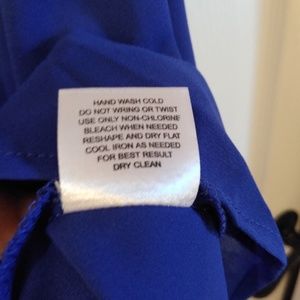 HAND WASH COLD
DO NOT WRING OR TWIST
USE ONLY NON-CHLORINE
BLEACH WHEN NEEDED
RESHAPE AND DRY FLAT
COOL IRON AS NEEDED
FOR BEST RESULT
DRY CLEAN